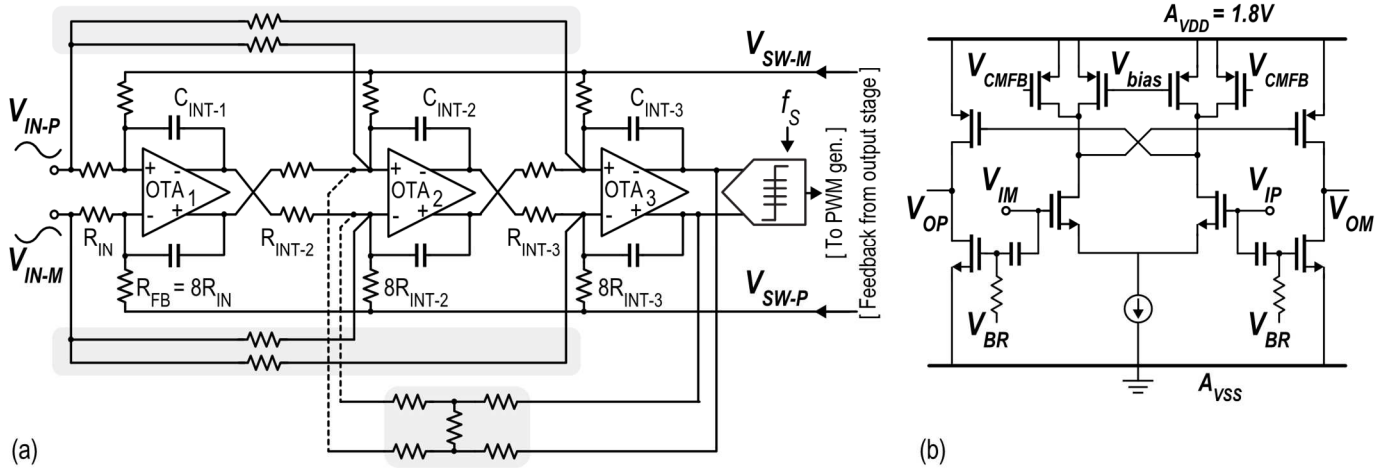 V_SW-M
V_IN-P
C_INT-1
C_INT-2
C_INT-3
f_S
+ -
OTA_1
- +
+ -
OTA_2
- +
+ -
OTA_3
- +
V_IN-M
R_IN
R_INT-2
R_INT-3
R_FB = 8R_IN
8R_INT-2
8R_INT-3
V_SW-P
[ To PWM gen. ]
[ Feedback from output stage ]
(a)
A_VDD = 1.8V
V_CMFB
V_bias
V_CMFB
V_IM
V_IP
V_OP
V_OM
V_BR
V_BR
A_VSS
(b)